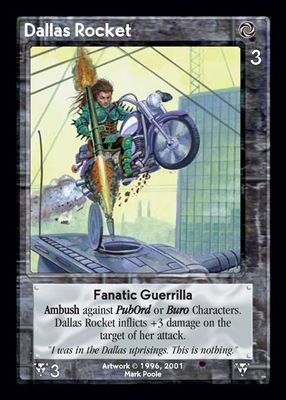 Dallas Rocket
3
Fanatic Guerrilla
Ambush against PubOrd or Buro Characters.
Dallas Rocket inflicts +3 damage on the
target of her attack.
"I was in the Dallas uprisings. This is nothing."
3
Artwork © 1996, 2001
Mark Poole